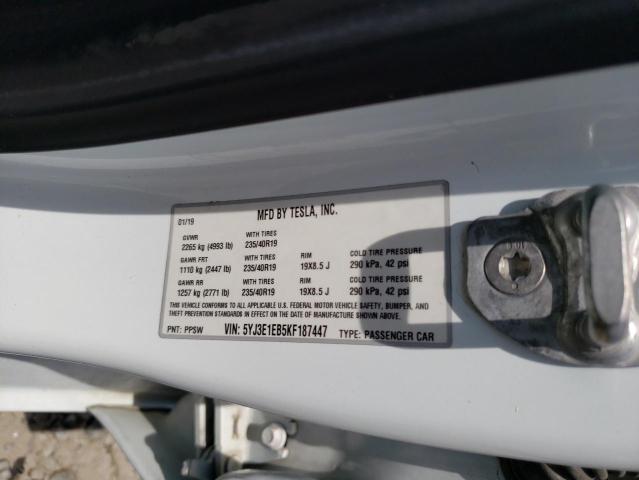 01/19 MFD BY TESLA, INC.
GVWR WITH TIRES
2265 kg (4993 lb) 235/40R19
GAWR FRT WITH TIRES RIM COLD TIRE PRESSURE
1110 kg (2447 lb) 235/40R19 19X8.5 J 290 kPa, 42 psi
GAWR RR WITH TIRES RIM COLD TIRE PRESSURE
1257 kg (2771 lb) 235/40R19 19X8.5 J 290 kPa, 42 psi
THIS VEHICLE CONFORMS TO ALL APPLICABLE U.S. FEDERAL MOTOR VEHICLE SAFETY, BUMPER, AND
THEFT PREVENTION STANDARDS IN EFFECT ON THE DATE OF MANUFACTURE SHOWN ABOVE.
PNT: PPSW VIN: 5YJ3E1EB5KF187447 TYPE: PASSENGER CAR